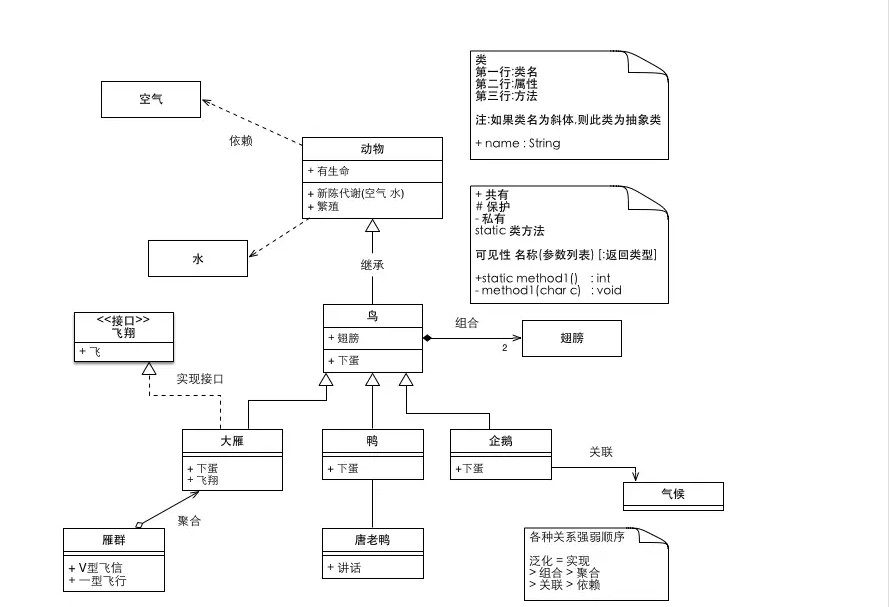 类
第一行:类名
第二行:属性
第三行:方法
注:如果类名为斜体,则此类为抽象类
+ name : String
空气
依赖
动物
+ 有生命
+ 新陈代谢(空气 水)
+ 繁殖
+ 共有
# 保护
- 私有
static 类方法
可见性 名称(参数列表) [:返回类型]
+static method1() : int
- method1(char c) : void
水
继承
<<接口>>
飞翔
+ 飞
鸟
+ 翅膀
+ 下蛋
组合
2
翅膀
实现接口
大雁
+ 下蛋
+ 飞翔
鸭
+ 下蛋
企鹅
+下蛋
关联
气候
聚合
雁群
+ V型飞信
+ 一型飞行
唐老鸭
+ 讲话
各种关系强弱顺序
泛化 = 实现
> 组合 > 聚合
> 关联 > 依赖